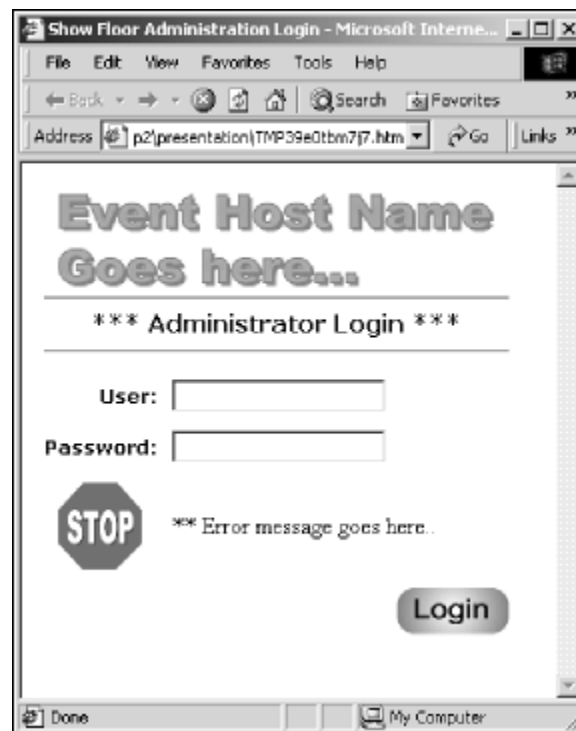 Show Floor Administration Login - Microsoft Interne...
File Edit View Favorites Tools Help
Back Search Favorites »
Address p2\presentation\TMP39e0tbm7j7.htm Go Links »
Event Host Name
Goes here...
*** Administrator Login ***
User:
Password:
STOP ** Error message goes here..
Login
Done My Computer